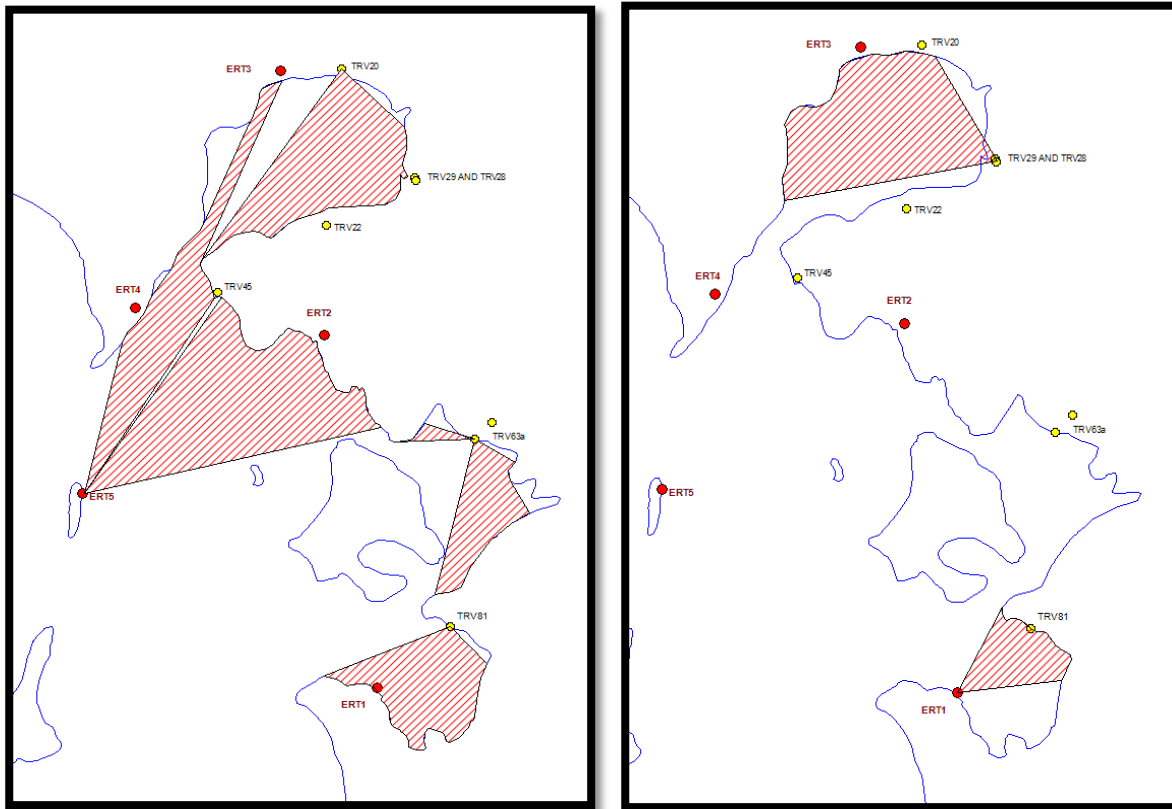 ERT3
TRV20
TRV29 AND TRV28
TRV22
TRV45
ERT4
ERT2
TRV63a
ERT5
TRV81
ERT1
ERT3
TRV20
TRV29 AND TRV28
TRV22
TRV45
ERT4
ERT2
TRV63a
ERT5
TRV81
ERT1